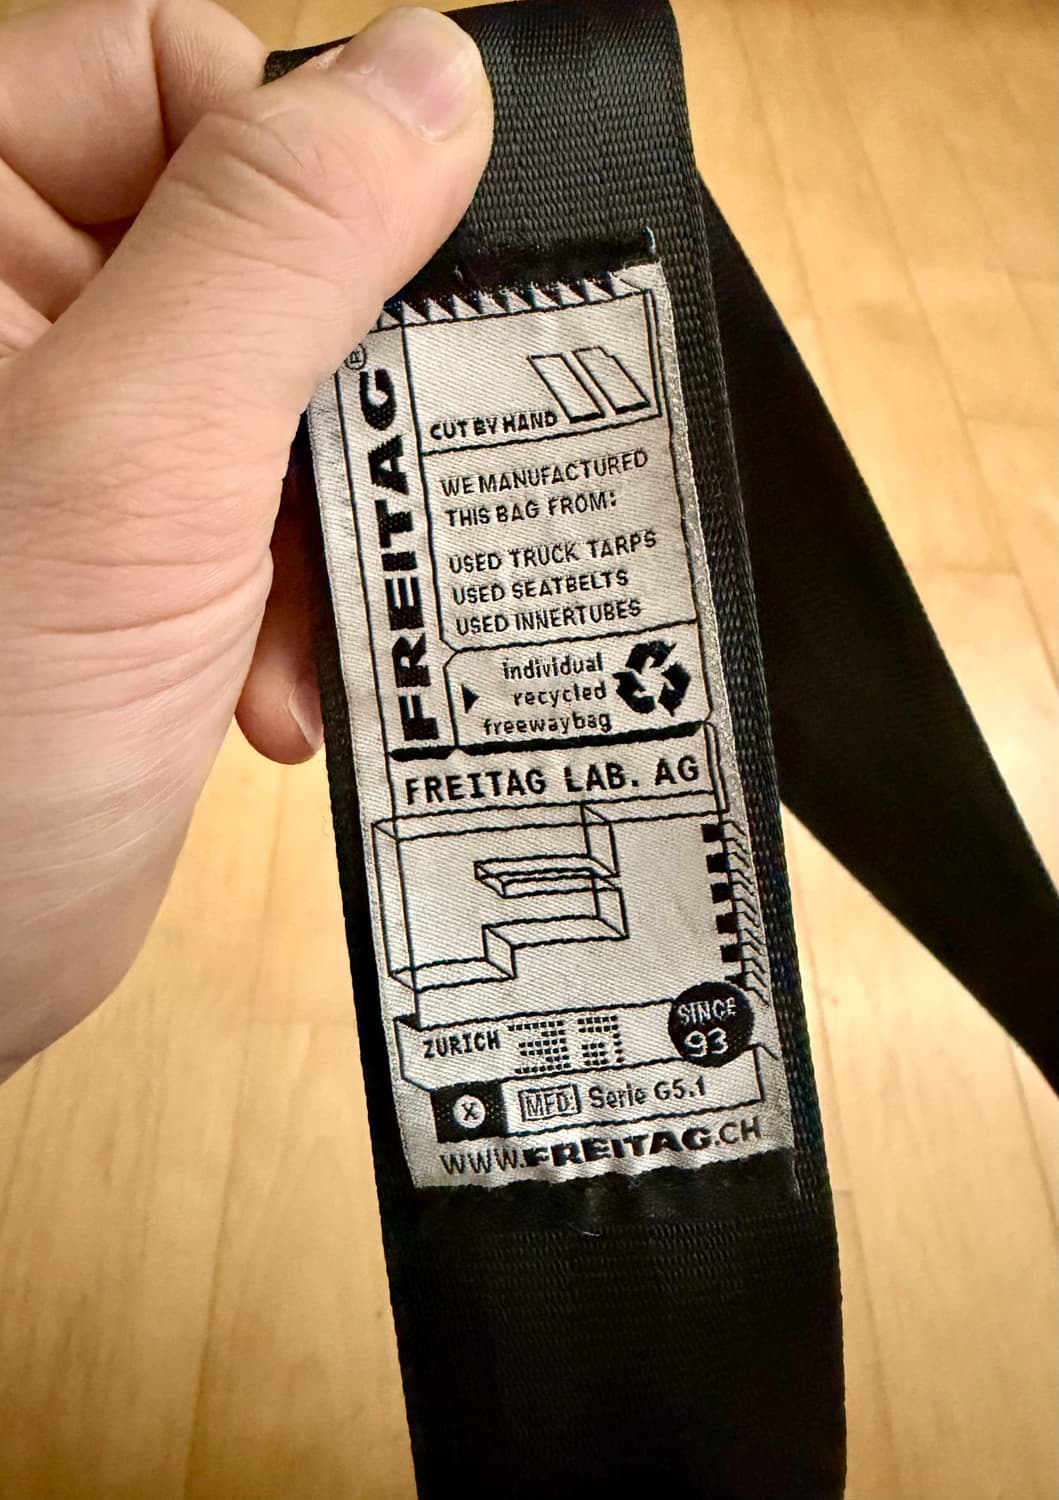 FREITAG®
CUT BY HAND
WE MANUFACTURED
THIS BAG FROM:
USED TRUCK TARPS
USED SEATBELTS
USED INNERTUBES
individual
recycled
freewaybag
FREITAG LAB. AG
F
ZURICH
SINCE
93
X
MFD: Serie G5.1
WWW.FREITAG.CH